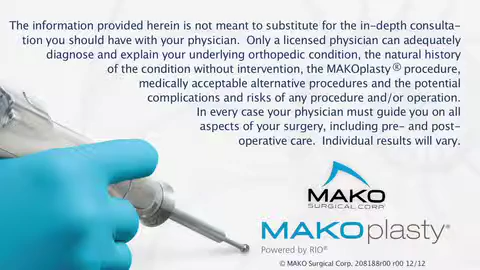 The information provided herein is not meant to substitute for the in-depth consulta-
tion you should have with your physician. Only a licensed physician can adequately
diagnose and explain your underlying orthopedic condition, the natural history
of the condition without intervention, the MAKOplasty® procedure,
medically acceptable alternative procedures and the potential
complications and risks of any procedure and/or operation.
In every case your physician must guide you on all
aspects of your surgery, including pre- and post-
operative care. Individual results will vary.
MAKO
SURGICAL CORP.
MAKOplasty®
Powered by RIO®
© MAKO Surgical Corp. 208188r00 r00 12/12